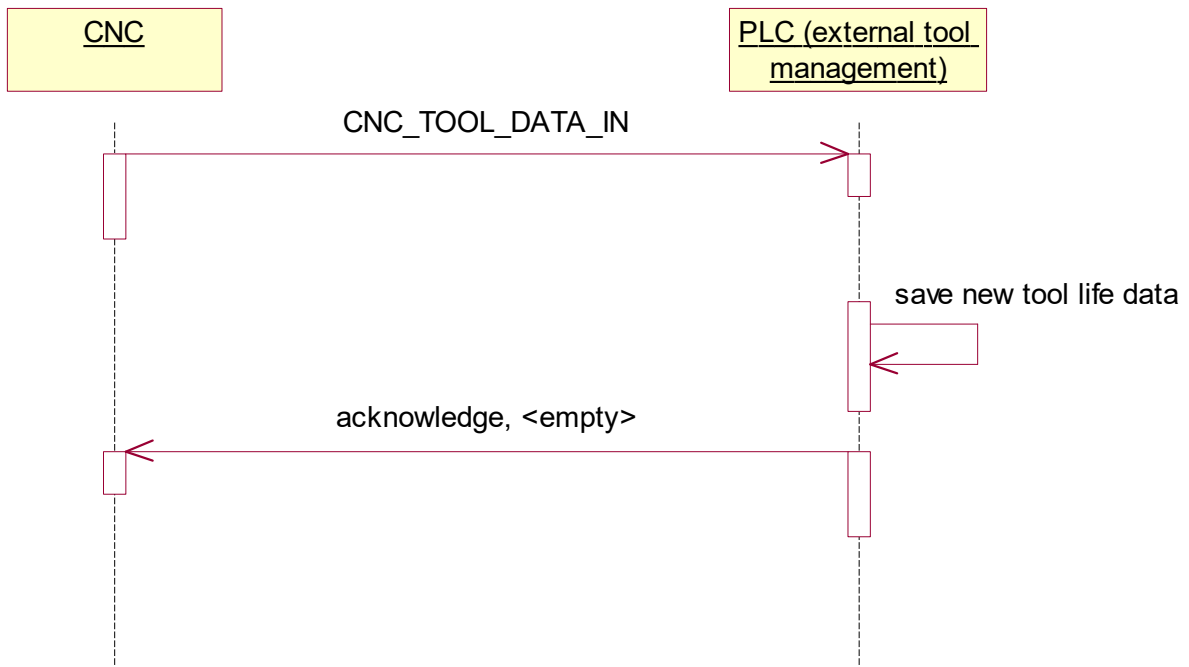 CNC
PLC (external tool
management)
CNC_TOOL_DATA_IN
save new tool life data
acknowledge, <empty>